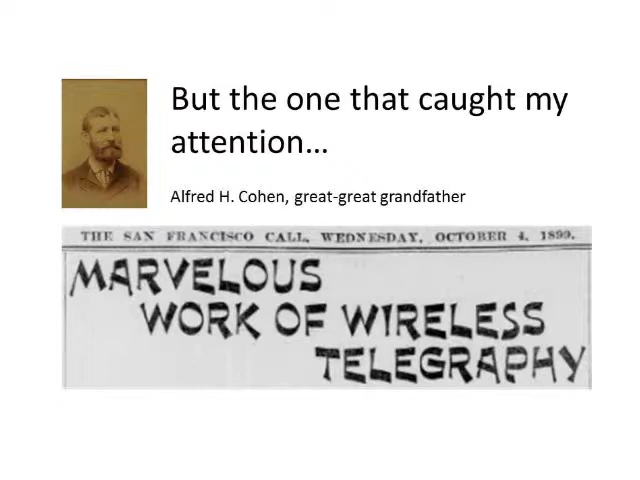 But the one that caught my
attention…
Alfred H. Cohen, great-great grandfather
THE SAN FRANCISCO CALL, WEDNESDAY, OCTOBER 4, 1899.
MARVELOUS
WORK OF WIRELESS
TELEGRAPHY